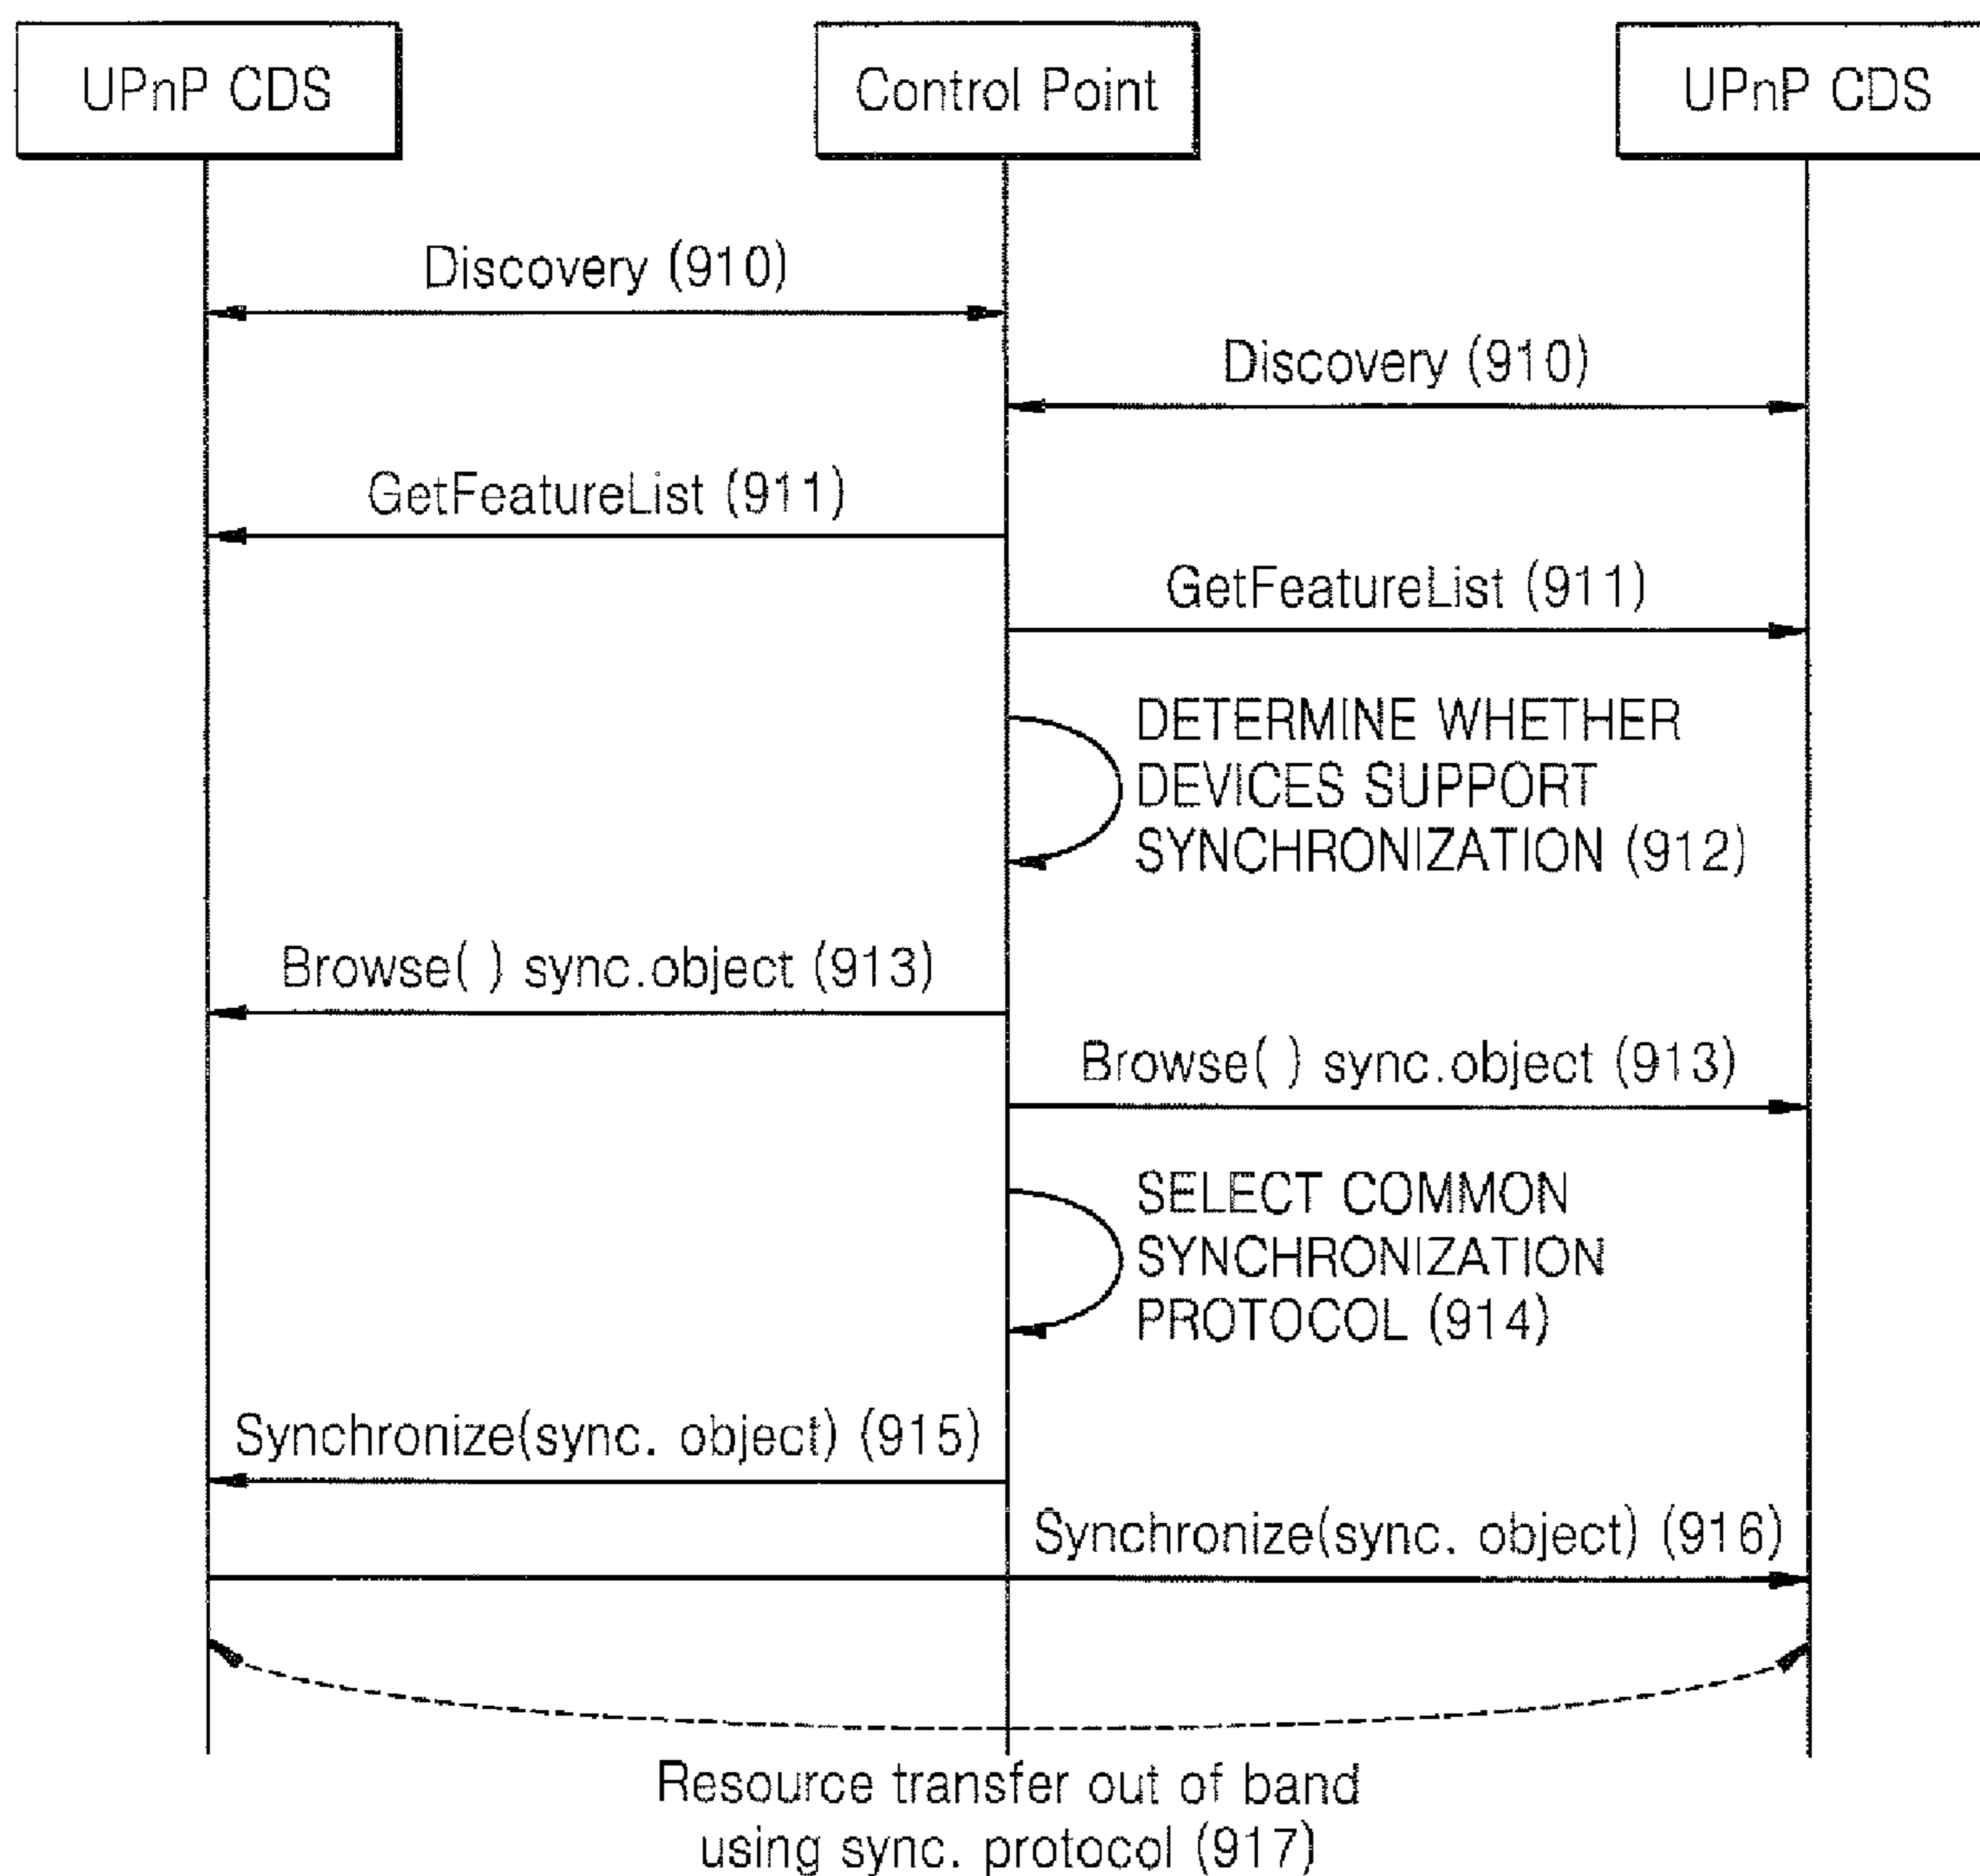 UPnP CDS
Control Point
UPnP CDS
Discovery (910)
Discovery (910)
GetFeatureList (911)
GetFeatureList (911)
DETERMINE WHETHER
DEVICES SUPPORT
SYNCHRONIZATION (912)
Browse( ) sync.object (913)
Browse( ) sync.object (913)
SELECT COMMON
SYNCHRONIZATION
PROTOCOL (914)
Synchronize(sync. object) (915)
Synchronize(sync. object) (916)
Resource transfer out of band
using sync. protocol (917)